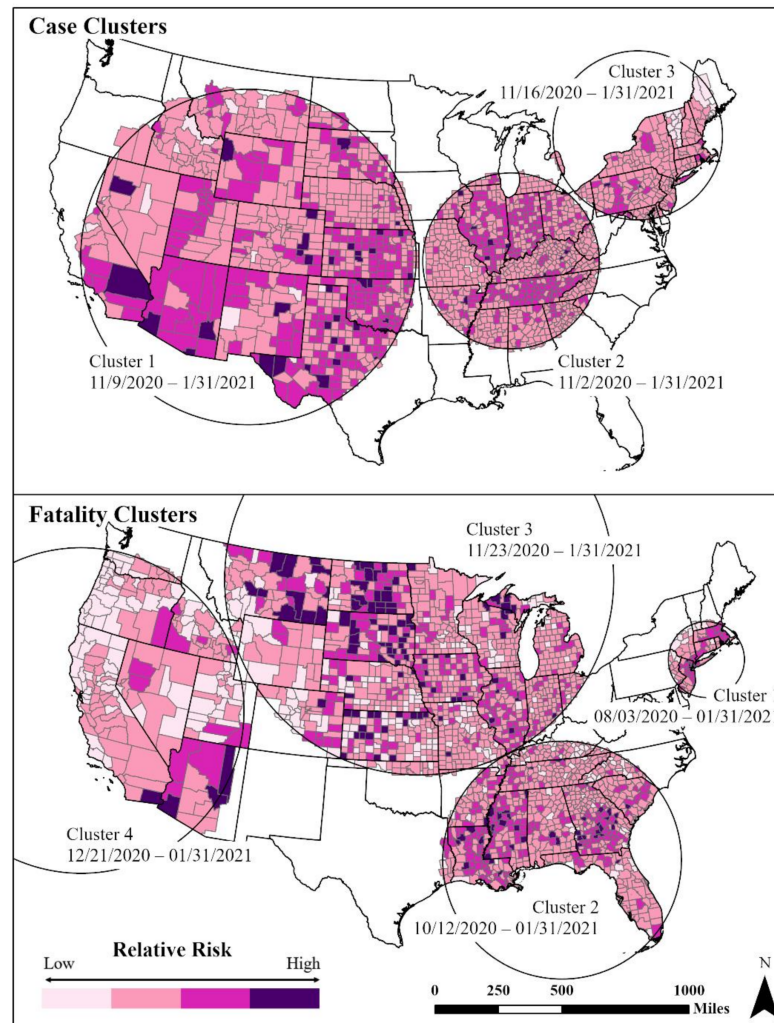 Case Clusters
Cluster 3
11/16/2020 – 1/31/2021
Cluster 1
11/9/2020 – 1/31/2021
Cluster 2
11/2/2020 – 1/31/2021
Fatality Clusters
Cluster 3
11/23/2020 – 1/31/2021
Cluster
08/03/2020 – 01/31/202
Cluster 4
12/21/2020 – 01/31/2021
Cluster 2
10/12/2020 – 01/31/2021
Relative Risk
Low High
N
0 250 500 1000
Miles